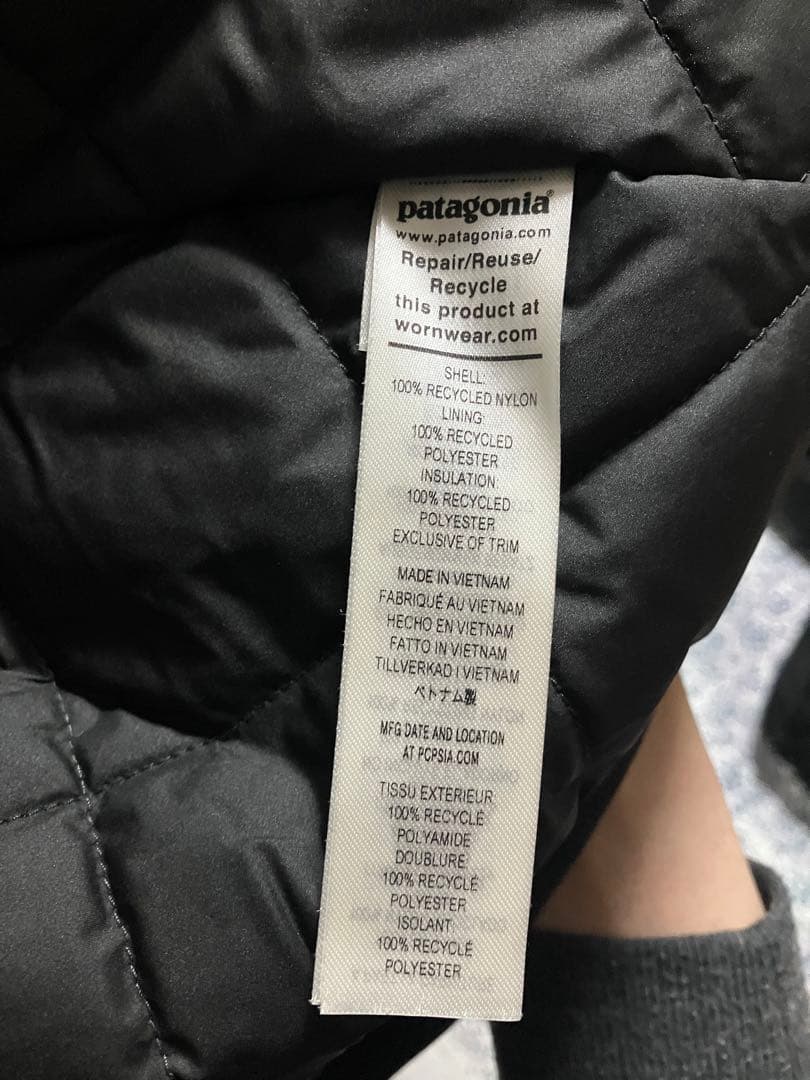 patagonia®
www.patagonia.com
Repair/Reuse/
Recycle
this product at
wornwear.com
SHELL:
100% RECYCLED NYLON
LINING
100% RECYCLED
POLYESTER
INSULATION:
100% RECYCLED
POLYESTER
EXCLUSIVE OF TRIM
MADE IN VIETNAM
FABRIQUÉ AU VIETNAM
HECHO EN VIETNAM
FATTO IN VIETNAM
TILLVERKAD I VIETNAM
ベトナム製
MFG DATE AND LOCATION
AT PCPSIA.COM
TISSU EXTERIEUR
100% RECYCLÉ
POLYAMIDE
DOUBLURE
100% RECYCLÉ
POLYESTER
ISOLANT
100% RECYCLÉ
POLYESTER